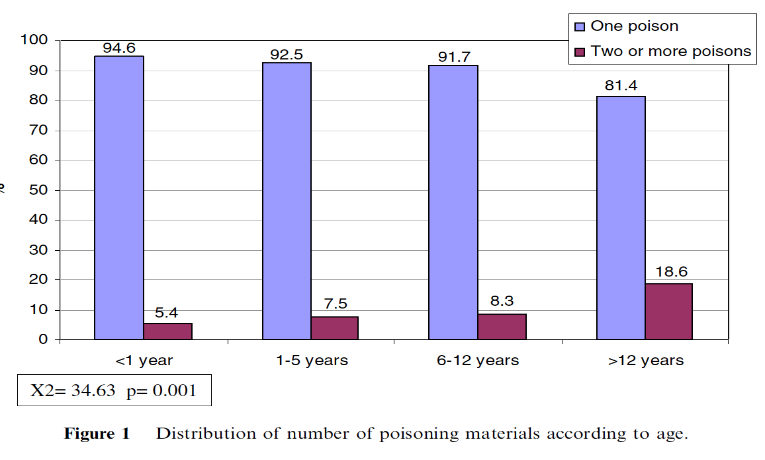 One poison
Two or more poisons
100
90
80
70
60
50
40
30
20
10
0
%
94.6
92.5
91.7
81.4
5.4
7.5
8.3
18.6
<1 year
1-5 years
6-12 years
>12 years
X2= 34.63 p= 0.001
Figure 1 Distribution of number of poisoning materials according to age.